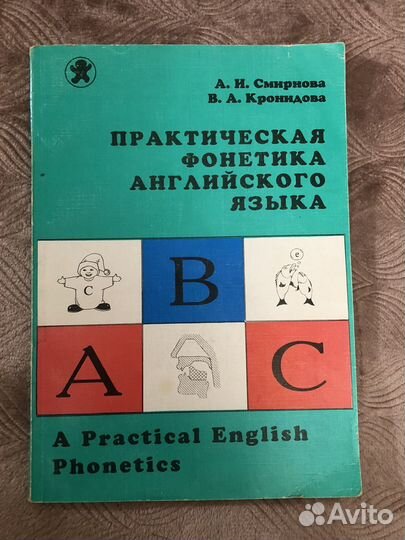 А. И. Смирнова
В. А. Кронидова
ПРАКТИЧЕСКАЯ
ФОНЕТИКА
АНГЛИЙСКОГО
ЯЗЫКА
C
B
e
A
C
A Practical English
Phonetics
Avito